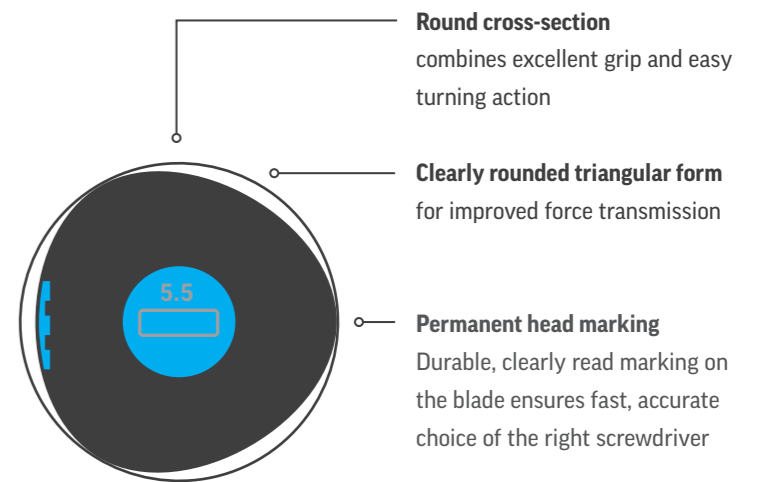 Round cross-section
combines excellent grip and easy
turning action
Clearly rounded triangular form
for improved force transmission
5.5
Permanent head marking
Durable, clearly read marking on
the blade ensures fast, accurate
choice of the right screwdriver